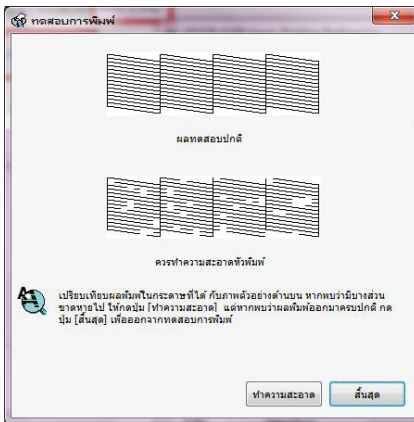 ทดสอบการพิมพ์
ผลทดสอบปกติ
ควรทำความสะอาดหัวพิมพ์
เปรียบเทียบผลพิมพ์ในกระดาษที่ได้ กับภาพตัวอย่างด้านบน หากพบว่ามีบางส่วน
ขาดหายไป ให้กดปุ่ม [ทำความสะอาด] แต่หากพบว่าผลพิมพ์ออกมาครบปกติ กด
ปุ่ม [สิ้นสุด] เพื่อออกจากทดสอบการพิมพ์
ทำความสะอาด
สิ้นสุด